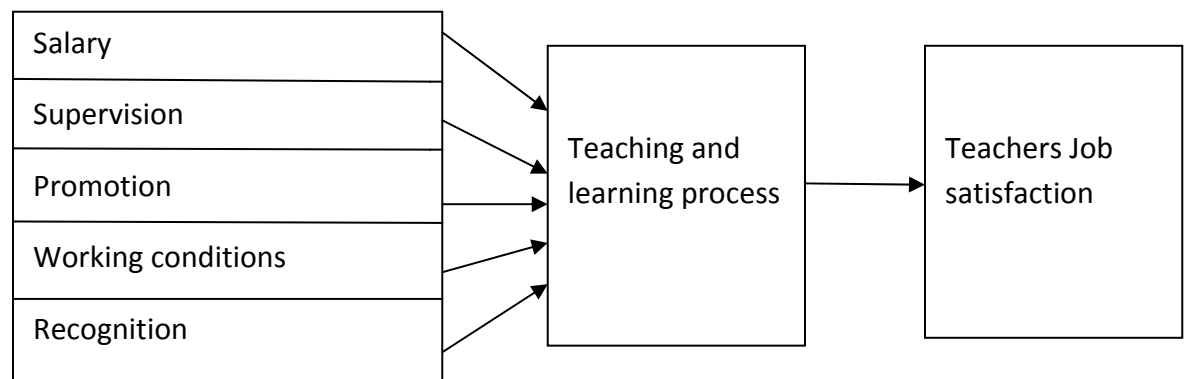 Salary
Supervision
Promotion
Working conditions
Recognition
Teaching and
learning process
Teachers Job
satisfaction